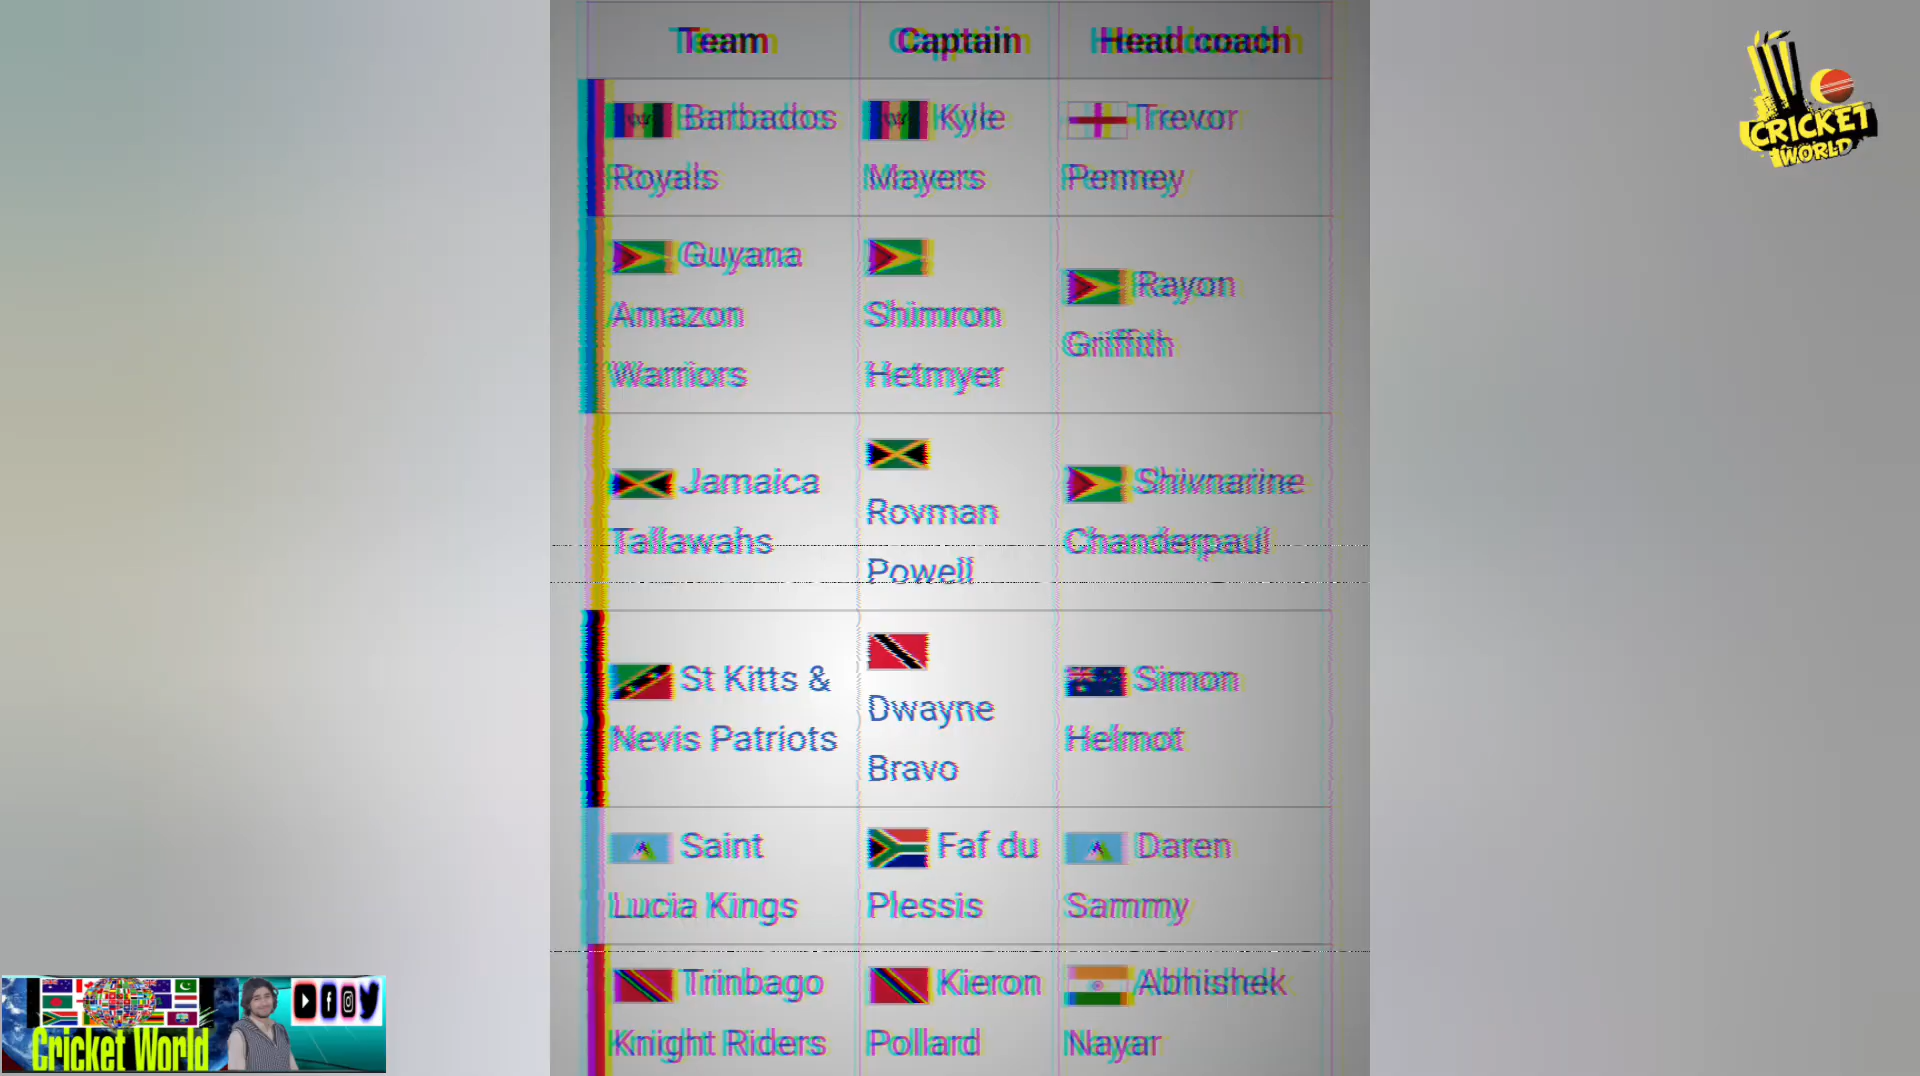 Team Captain Head coach
Barbados Royals Kyle Mayers Trevor Penney
Guyana Amazon Warriors Shimron Hetmyer Rayon Griffith
Jamaica Tallawahs Rovman Powell Shivnarine Chanderpaul
St Kitts & Nevis Patriots Dwayne Bravo Simon Helmot
Saint Lucia Kings Faf du Plessis Daren Sammy
Trinbago Knight Riders Kieron Pollard Abhishek Nayar
CRICKET
WORLD
Cricket World